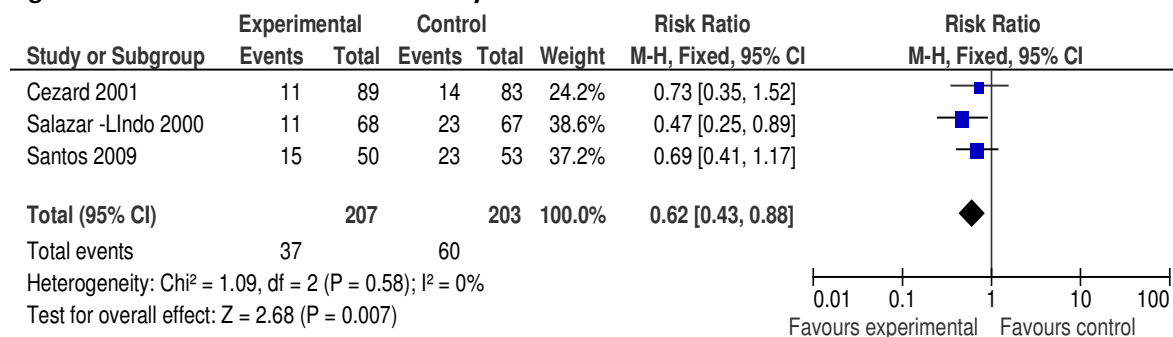 Experimental Control Risk Ratio Risk Ratio
Study or Subgroup Events Total Events Total Weight M-H, Fixed, 95% CI M-H, Fixed, 95% CI
Cezard 2001 11 89 14 83 24.2% 0.73 [0.35, 1.52]
Salazar -LIndo 2000 11 68 23 67 38.6% 0.47 [0.25, 0.89]
Santos 2009 15 50 23 53 37.2% 0.69 [0.41, 1.17]
Total (95% CI) 207 203 100.0% 0.62 [0.43, 0.88]
Total events 37 60
Heterogeneity: Chi² = 1.09, df = 2 (P = 0.58); I² = 0%
Test for overall effect: Z = 2.68 (P = 0.007)
0.01 0.1 1 10 100
Favours experimental Favours control